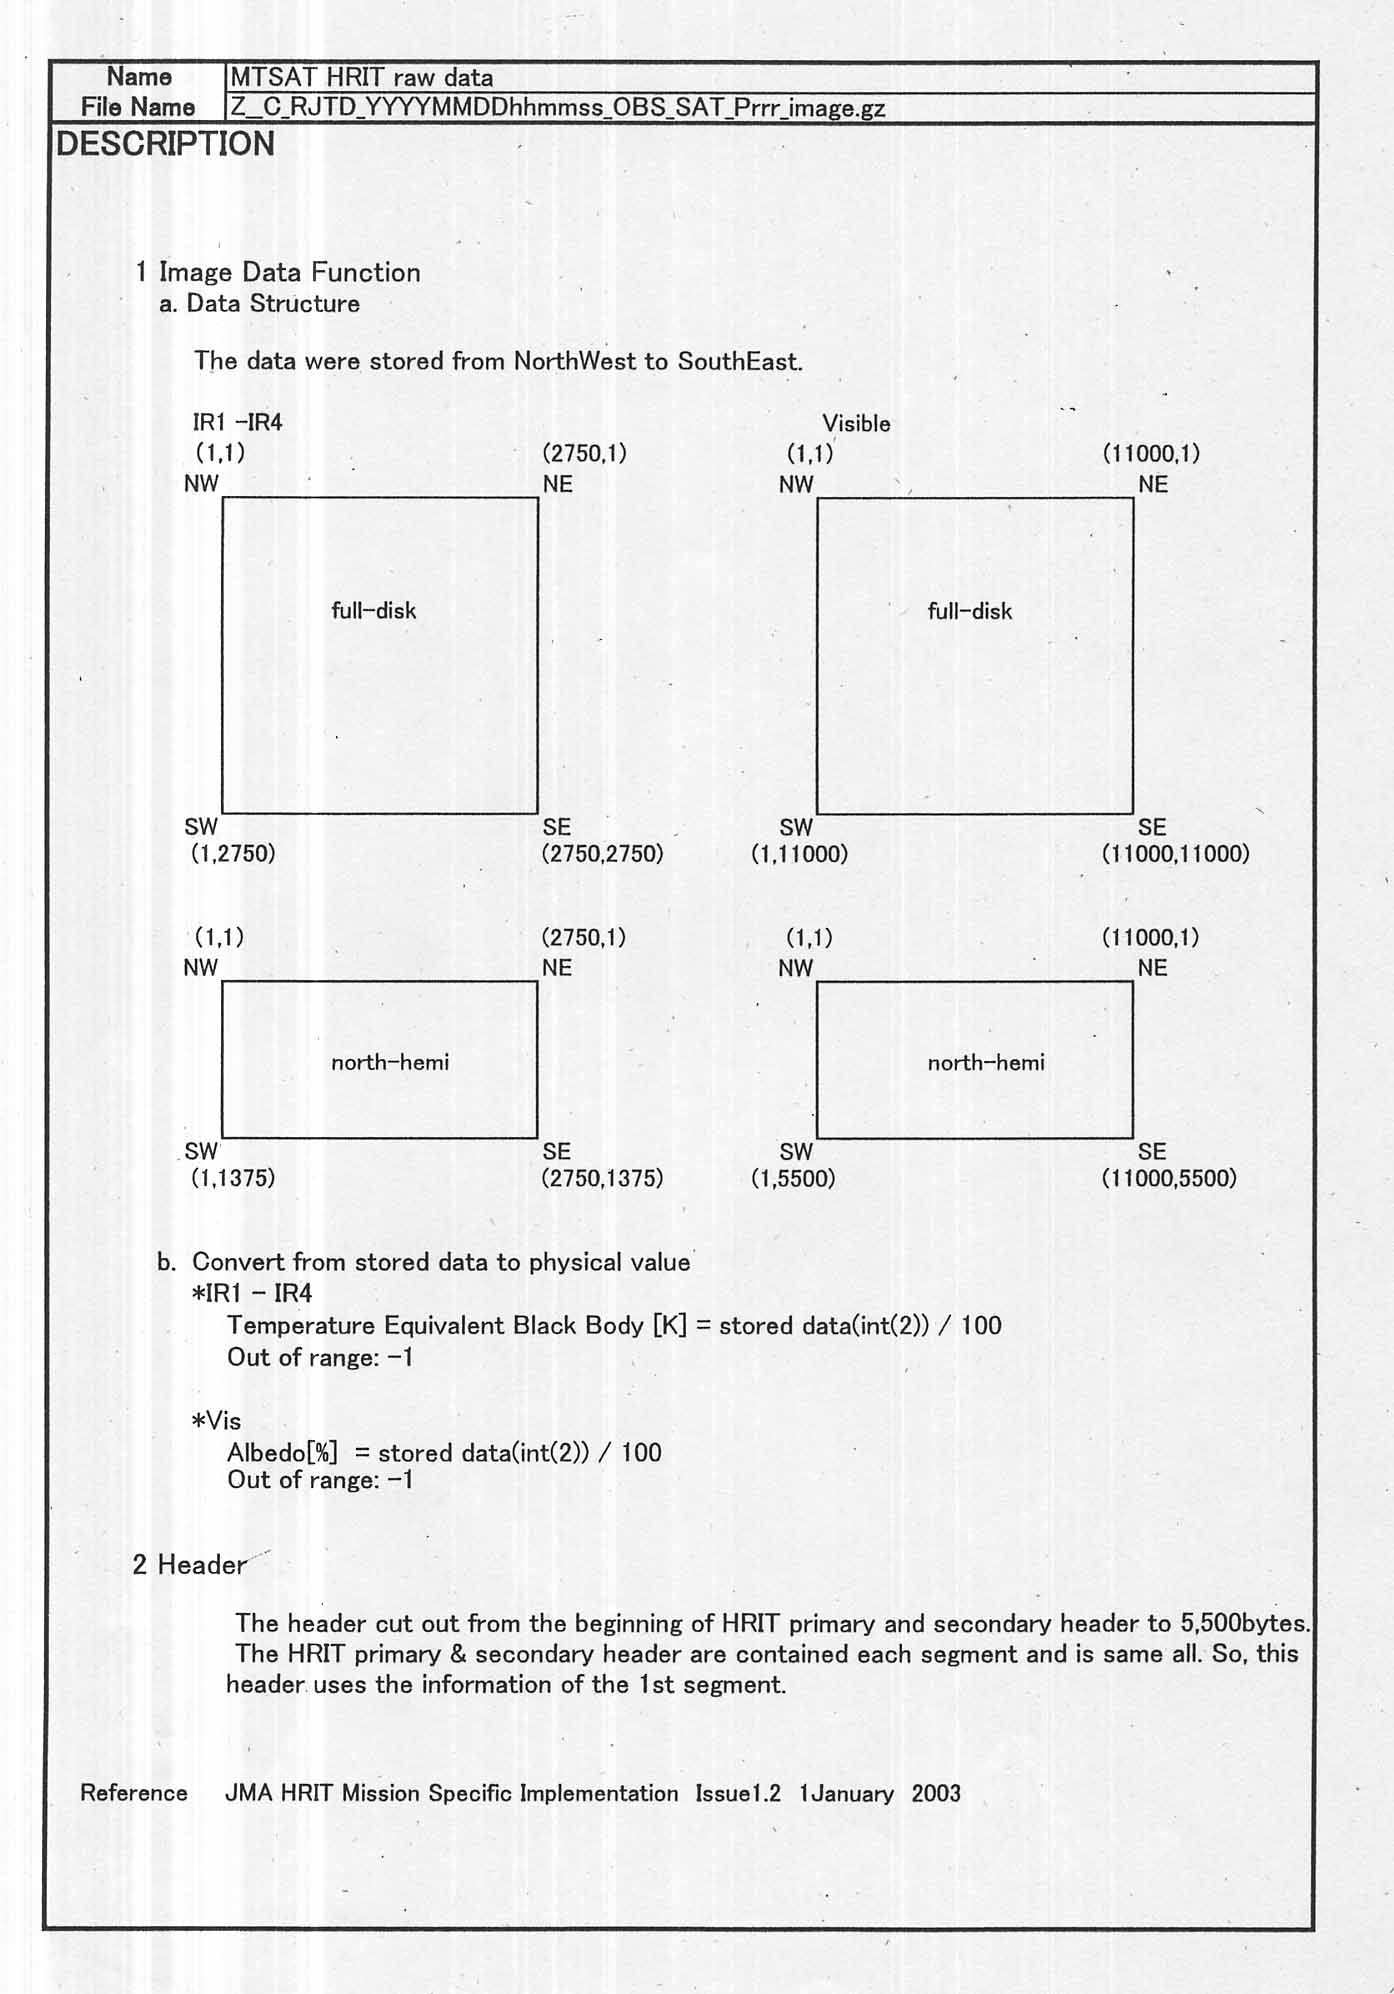 Name MTSAT HRIT raw data
File Name Z__C_RJTD_YYYYMMDDhhmmss_OBS_SAT_Prrr_image.gz
DESCRIPTION
1 Image Data Function
a. Data Structure
The data were stored from NorthWest to SouthEast.
IR1 -IR4 Visible
(1,1) (2750,1) (1,1) (11000,1)
NW NE NW NE
full-disk full-disk
SW SE SW SE
(1,2750) (2750,2750) (1,11000) (11000,11000)
(1,1) (2750,1) (1,1) (11000,1)
NW NE NW NE
north-hemi north-hemi
SW SE SW SE
(1,1375) (2750,1375) (1,5500) (11000,5500)
b. Convert from stored data to physical value
*IR1 - IR4
Temperature Equivalent Black Body [K] = stored data(int(2)) / 100
Out of range: -1
*Vis
Albedo[%] = stored data(int(2)) / 100
Out of range: -1
2 Header
The header cut out from the beginning of HRIT primary and secondary header to 5,500bytes.
The HRIT primary & secondary header are contained each segment and is same all. So, this
header uses the information of the 1st segment.
Reference JMA HRIT Mission Specific Implementation Issue1.2 1January 2003